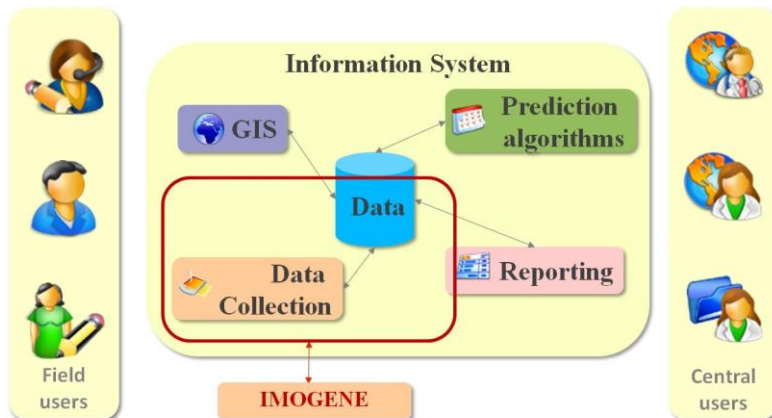 Information System
GIS
Prediction
algorithms
Data
Data
Collection
Reporting
Field
users
IMOGENE
Central
users